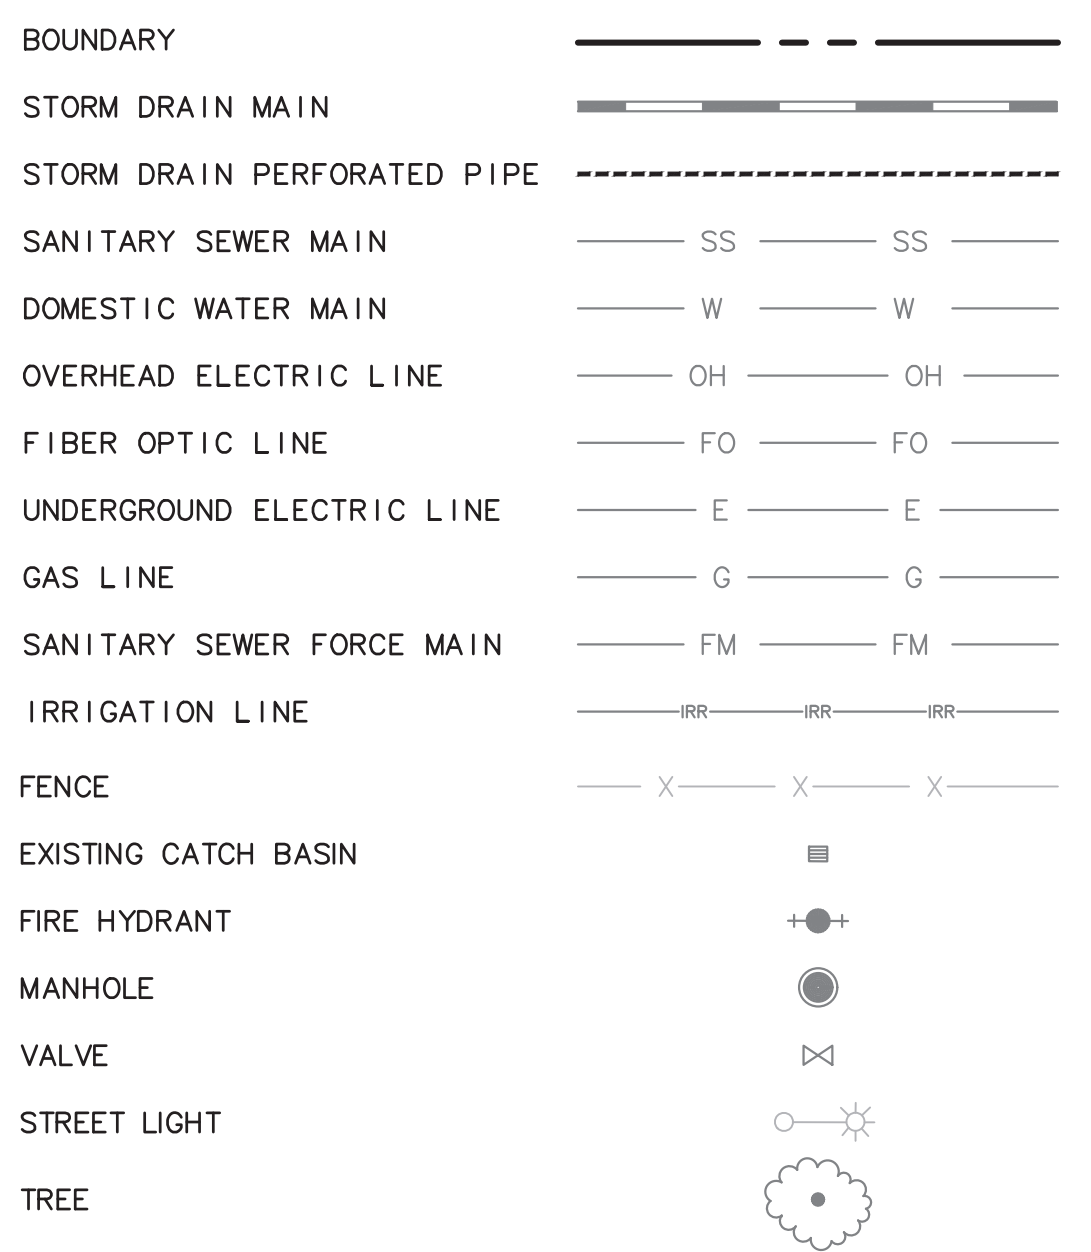 BOUNDARY
STORM DRAIN MAIN
STORM DRAIN PERFORATED PIPE
SANITARY SEWER MAIN SS SS
DOMESTIC WATER MAIN W W
OVERHEAD ELECTRIC LINE OH OH
FIBER OPTIC LINE FO FO
UNDERGROUND ELECTRIC LINE E E
GAS LINE G G
SANITARY SEWER FORCE MAIN FM FM
IRRIGATION LINE IRR IRR IRR
FENCE X X X
EXISTING CATCH BASIN
FIRE HYDRANT
MANHOLE
VALVE
STREET LIGHT
TREE